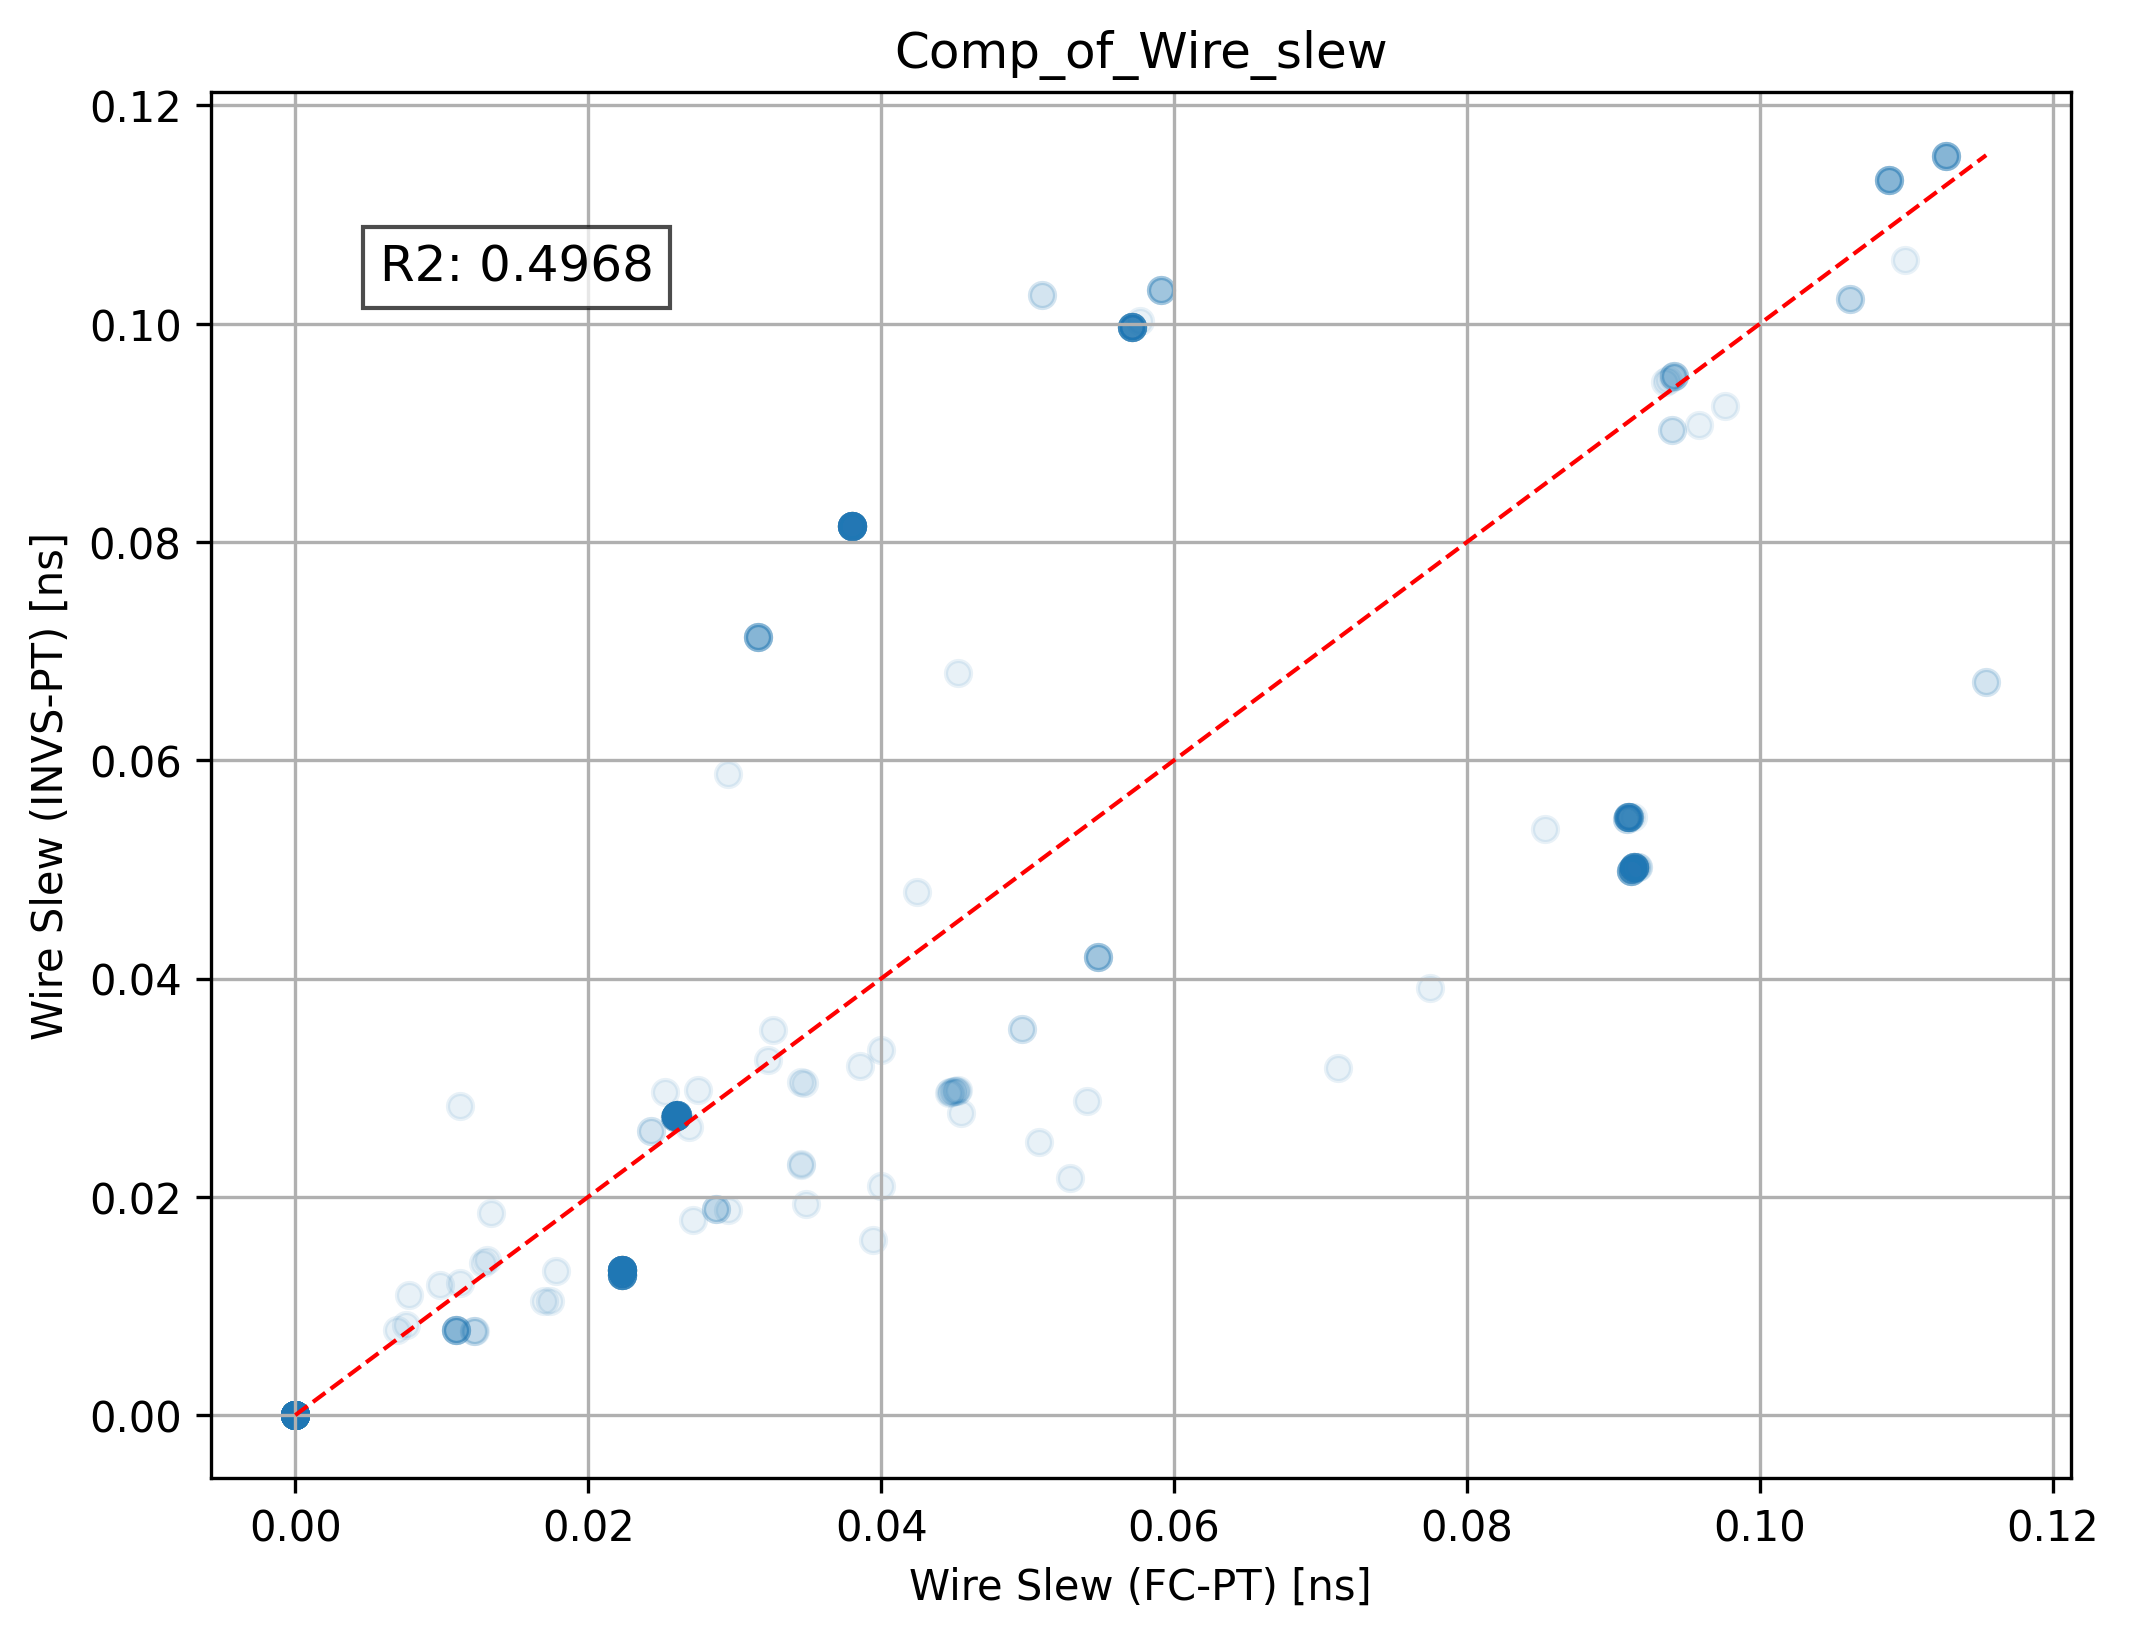 Comp_of_Wire_slew
R2: 0.4968
Wire Slew (INVS-PT) [ns]
0.12
0.10
0.08
0.06
0.04
0.02
0.00
0.00 0.02 0.04 0.06 0.08 0.10 0.12
Wire Slew (FC-PT) [ns]